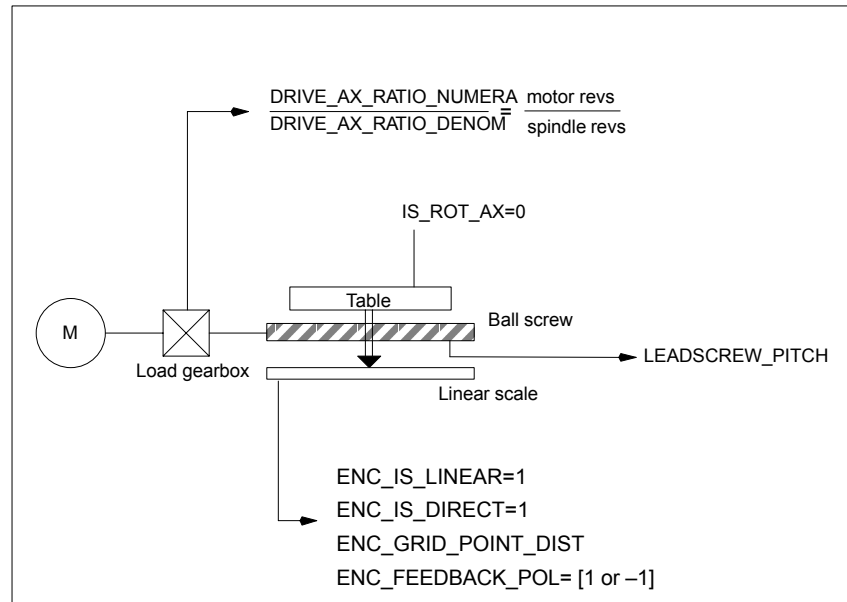 DRIVE_AX_RATIO_NUMERA = motor revs
DRIVE_AX_RATIO_DENOM spindle revs
IS_ROT_AX=0
Table
Ball screw
M
LEADSCREW_PITCH
Load gearbox
Linear scale
ENC_IS_LINEAR=1
ENC_IS_DIRECT=1
ENC_GRID_POINT_DIST
ENC_FEEDBACK_POL= [1 or –1]